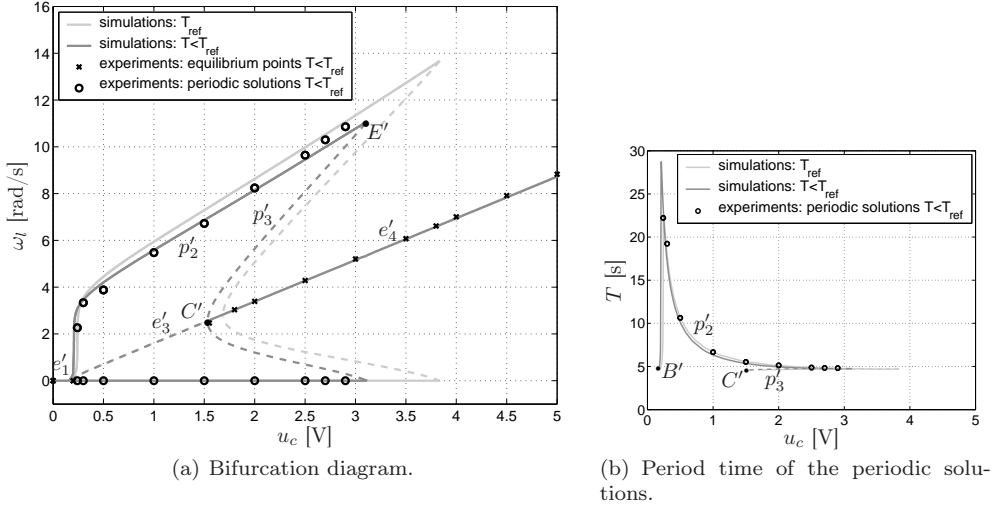 simulations: T_ref
simulations: T<T_ref
experiments: equilibrium points T<T_ref
experiments: periodic solutions T<T_ref
16
14
12
10
8
6
4
2
0
ω_l [rad/s]
E′
p′_3
p′_2
e′_4
C′
e′_3
e′_1
0 0.5 1 1.5 2 2.5 3 3.5 4 4.5 5
u_c [V]
(a) Bifurcation diagram.
simulations: T_ref
simulations: T<T_ref
experiments: periodic solutions T<T_ref
30
25
20
15
10
5
0
T [s]
p′_2
B′
C′
p′_3
0 1 2 3 4 5
u_c [V]
(b) Period time of the periodic solu-
tions.